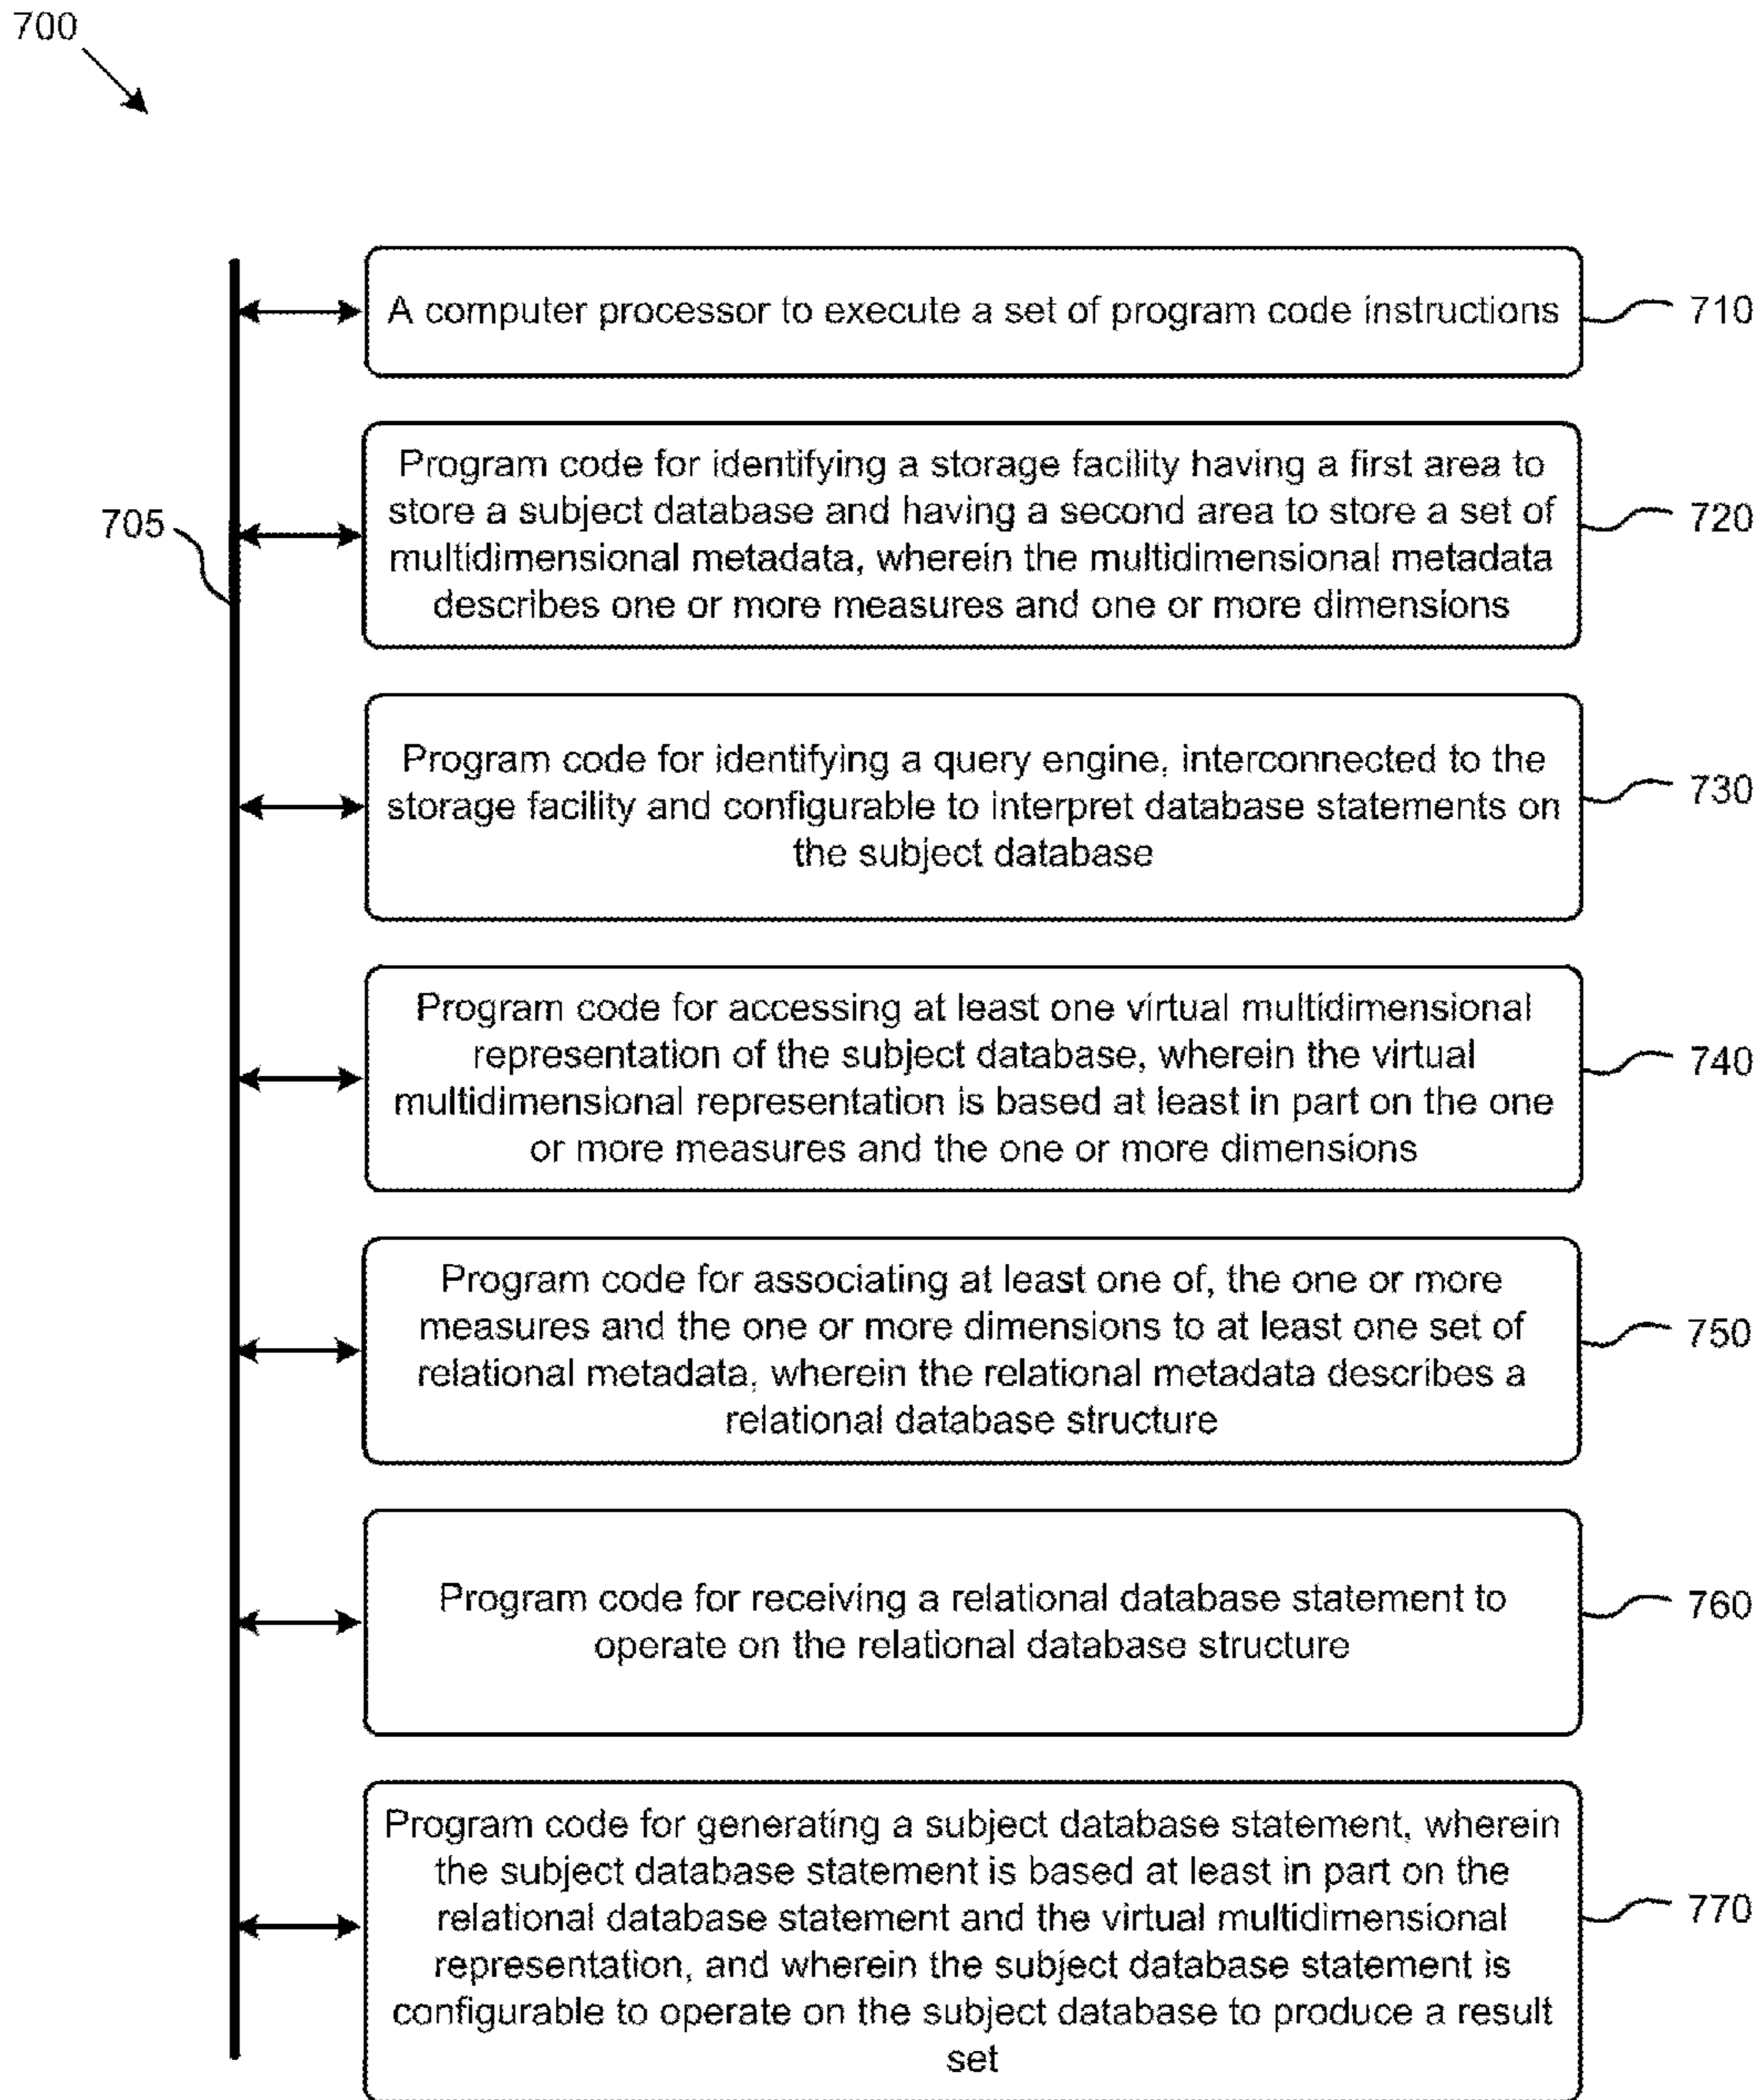 700
A computer processor to execute a set of program code instructions
710
Program code for identifying a storage facility having a first area to
store a subject database and having a second area to store a set of
multidimensional metadata, wherein the multidimensional metadata
describes one or more measures and one or more dimensions
720
705
Program code for identifying a query engine, interconnected to the
storage facility and configurable to interpret database statements on
the subject database
730
Program code for accessing at least one virtual multidimensional
representation of the subject database, wherein the virtual
multidimensional representation is based at least in part on the one
or more measures and the one or more dimensions
740
Program code for associating at least one of, the one or more
measures and the one or more dimensions to at least one set of
relational metadata, wherein the relational metadata describes a
relational database structure
750
Program code for receiving a relational database statement to
operate on the relational database structure
760
Program code for generating a subject database statement, wherein
the subject database statement is based at least in part on the
relational database statement and the virtual multidimensional
representation, and wherein the subject database statement is
configurable to operate on the subject database to produce a result
set
770